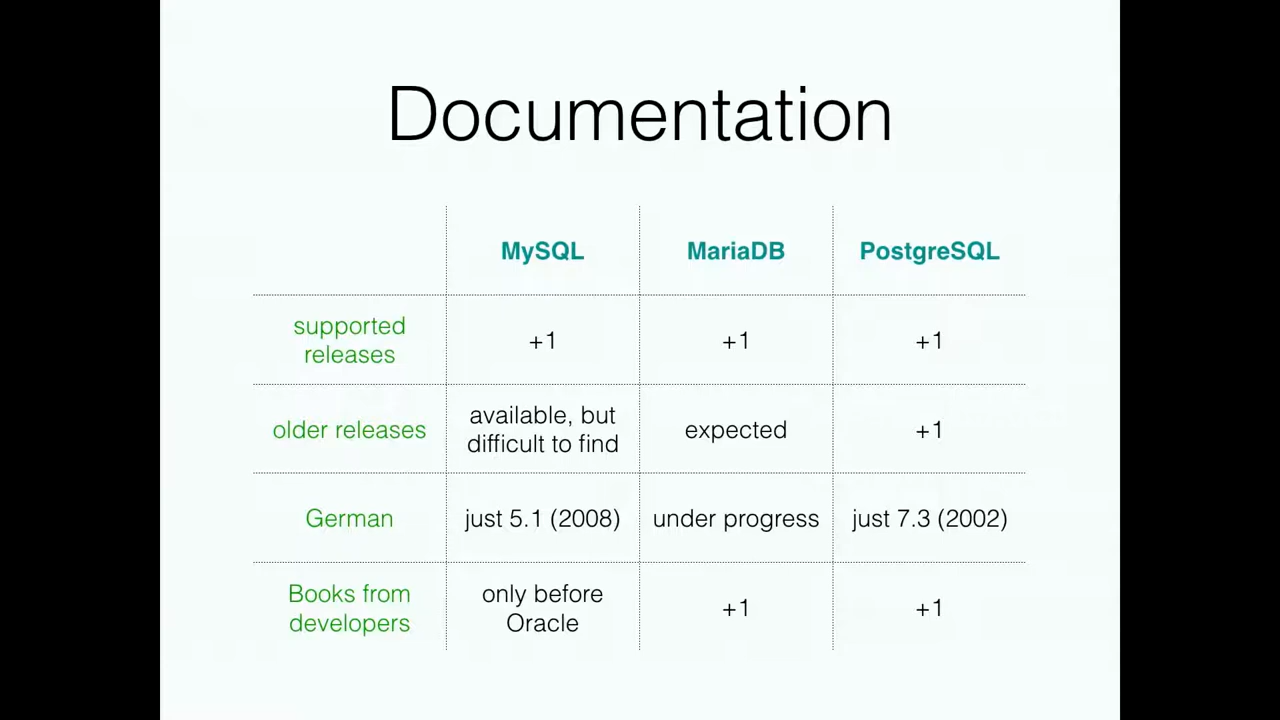 Documentation
MySQL MariaDB PostgreSQL
supported
releases
+1 +1 +1
older releases
available, but
difficult to find
expected
+1
German just 5.1 (2008) under progress just 7.3 (2002)
Books from
developers
only before
Oracle
+1
+1